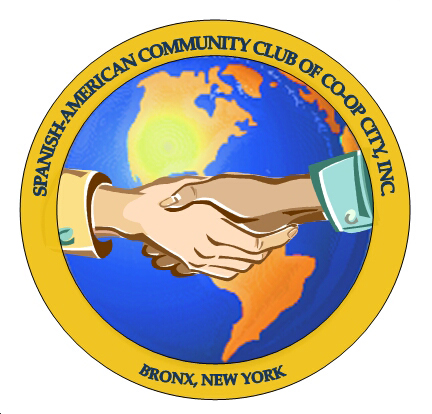 SPANISH-AMERICAN COMMUNITY CLUB OF CO-OP CITY, INC.
BRONX, NEW YORK